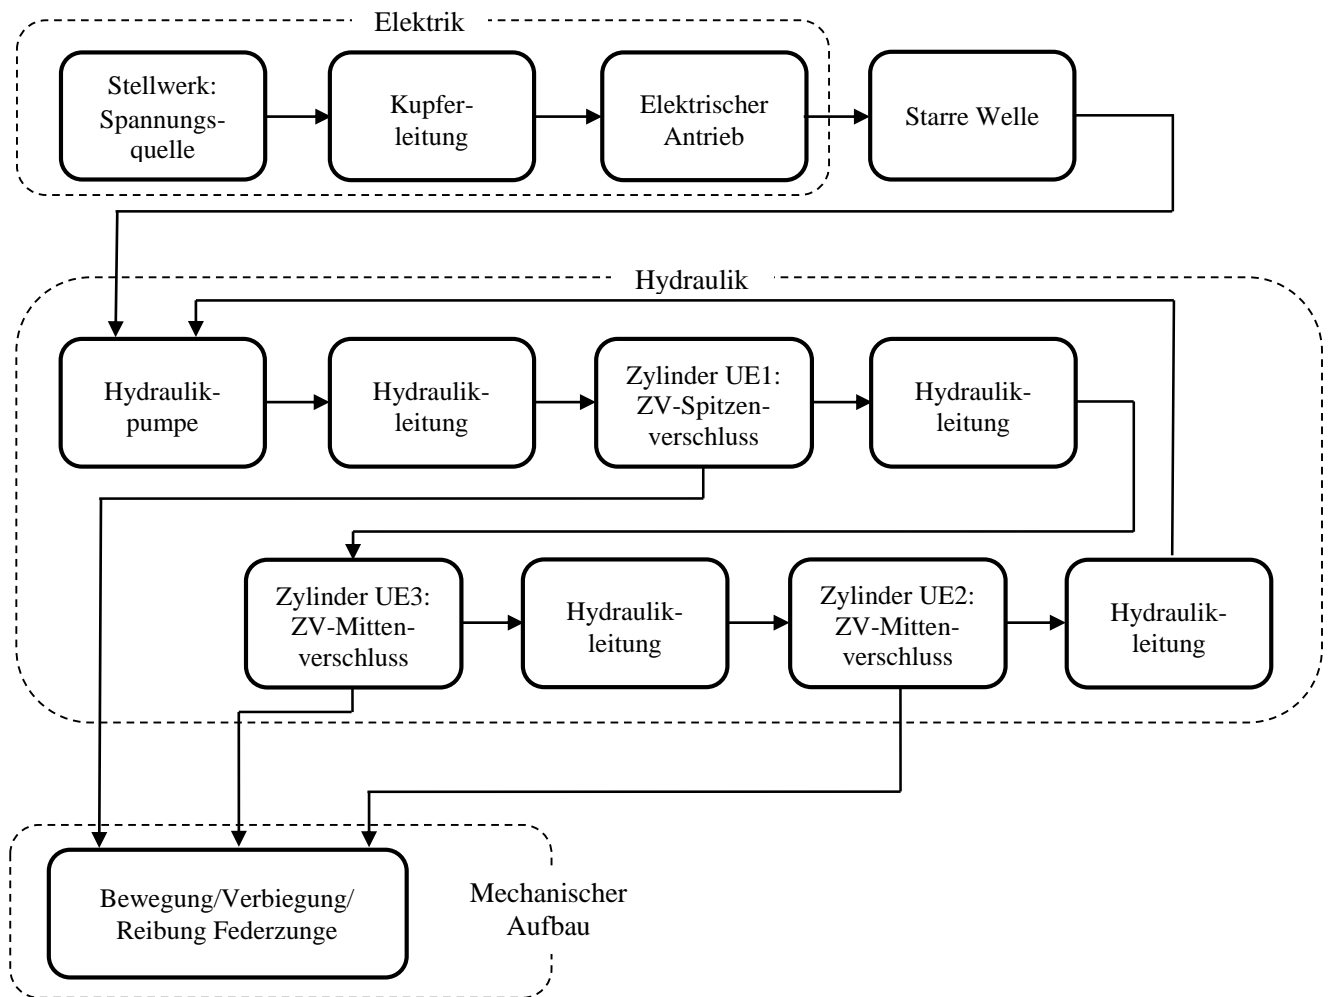 Elektrik
Stellwerk:
Spannungs-
quelle
Kupfer-
leitung
Elektrischer
Antrieb
Starre Welle
Hydraulik
Hydraulik-
pumpe
Hydraulik-
leitung
Zylinder UE1:
ZV-Spitzen-
verschluss
Hydraulik-
leitung
Zylinder UE3:
ZV-Mitten-
verschluss
Hydraulik-
leitung
Zylinder UE2:
ZV-Mitten-
verschluss
Hydraulik-
leitung
Bewegung/Verbiegung/
Reibung Federzunge
Mechanischer
Aufbau